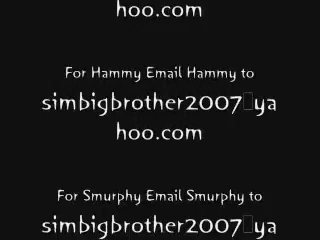 hoo.com
For Hammy Email Hammy to
simbigbrother2007▯ya
hoo.com
For Smurphy Email Smurphy to
simbigbrother2007▯ya